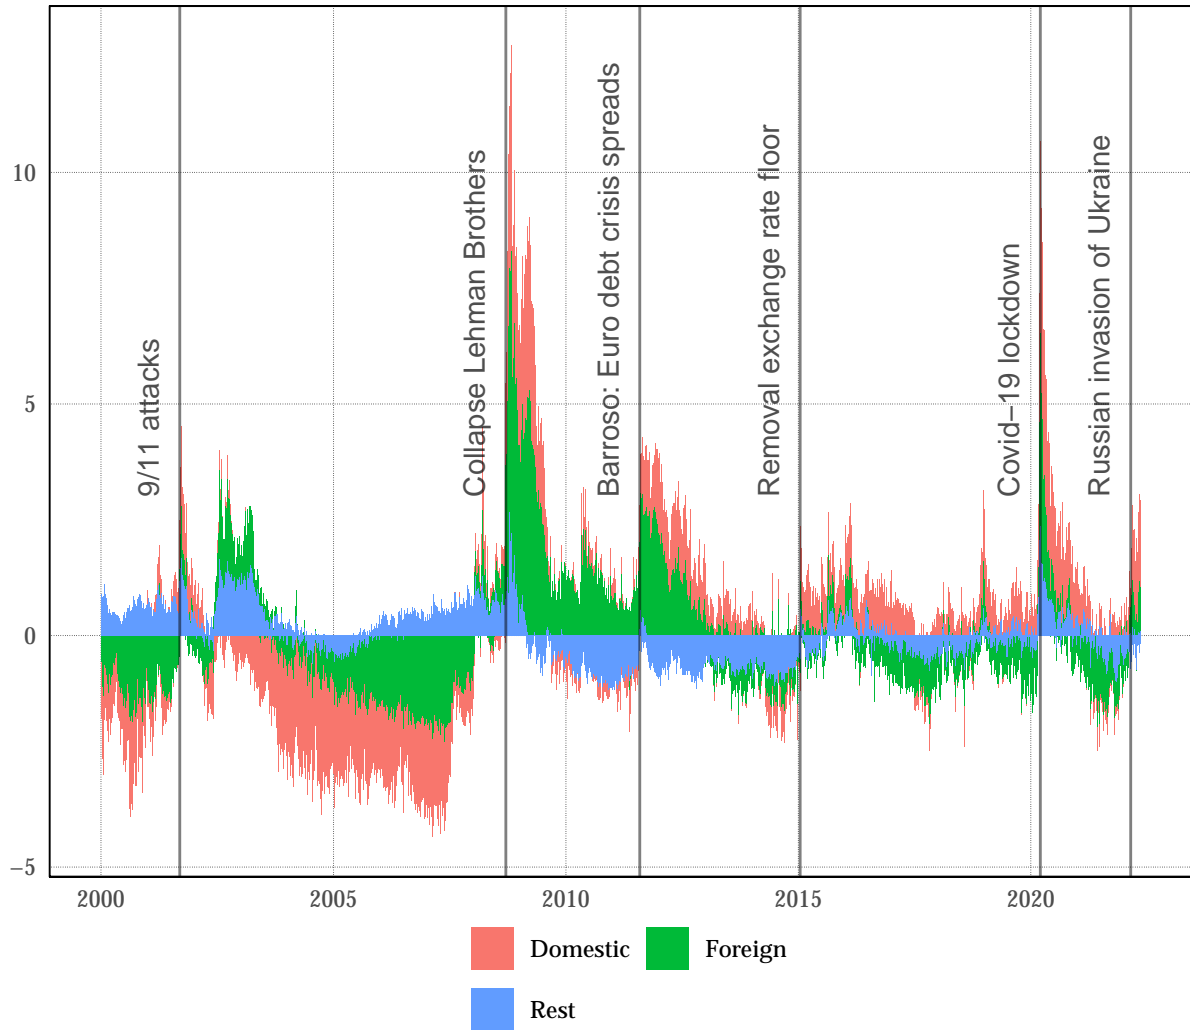 10
5
0
−5
9/11 attacks
Collapse Lehman Brothers
Barroso: Euro debt crisis spreads
Removal exchange rate floor
Covid−19 lockdown
Russian invasion of Ukraine
2000 2005 2010 2015 2020
Domestic Foreign
Rest